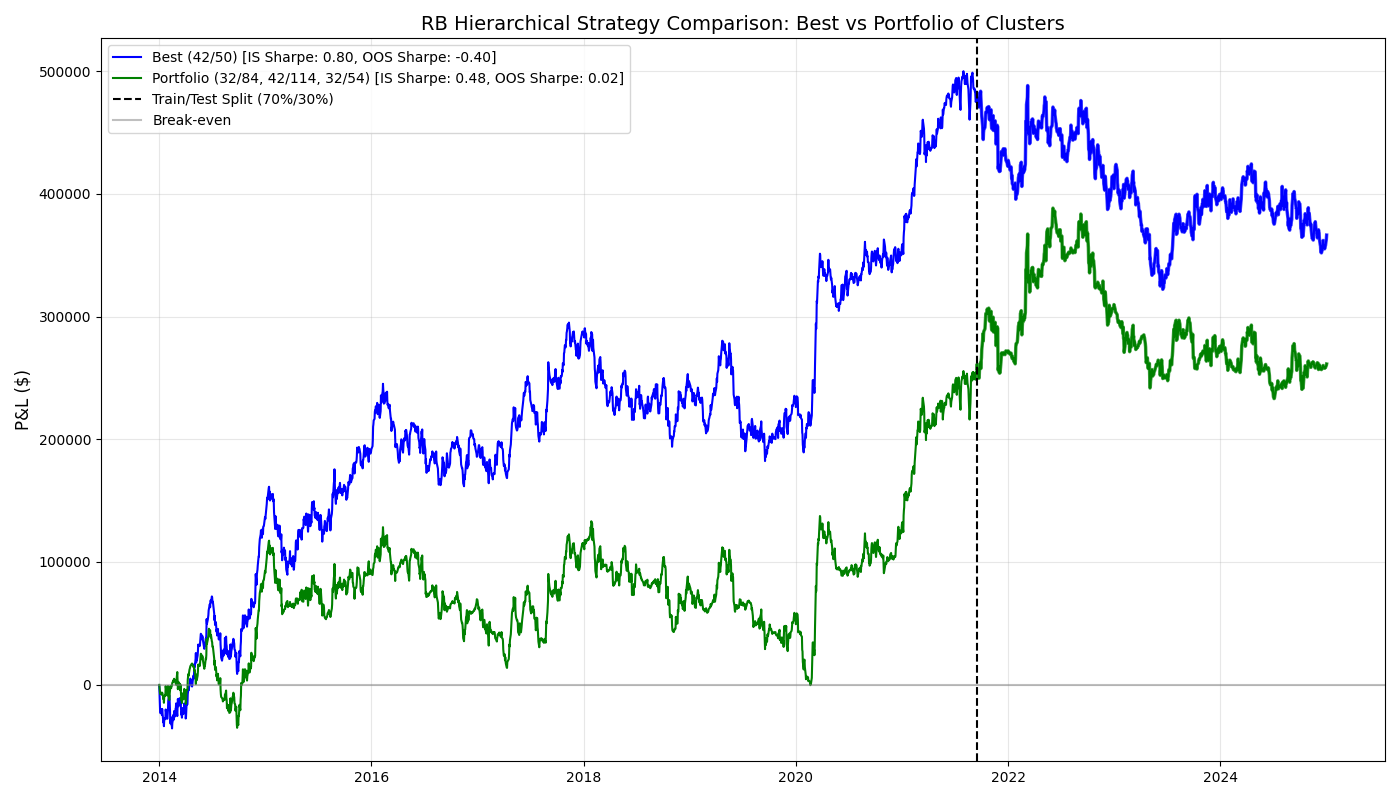 RB Hierarchical Strategy Comparison: Best vs Portfolio of Clusters
Best (42/50) [IS Sharpe: 0.80, OOS Sharpe: -0.40]
Portfolio (32/84, 42/114, 32/54) [IS Sharpe: 0.48, OOS Sharpe: 0.02]
Train/Test Split (70%/30%)
Break-even
P&L ($)
500000
400000
300000
200000
100000
0
2014
2016
2018
2020
2022
2024